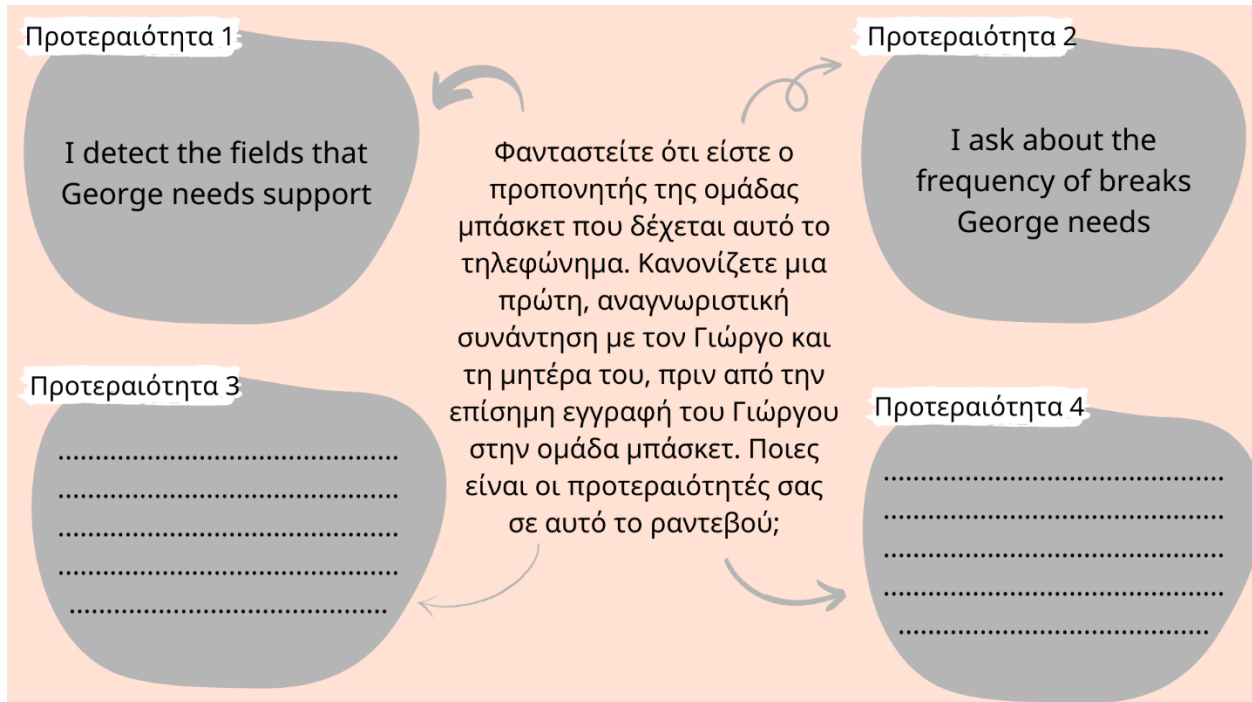 Προτεραιότητα 1
I detect the fields that
George needs support
Προτεραιότητα 2
I ask about the
frequency of breaks
George needs
Φανταστείτε ότι είστε ο
προπονητής της ομάδας
μπάσκετ που δέχεται αυτό το
τηλεφώνημα. Κανονίζετε μια
πρώτη, αναγνωριστική
συνάντηση με τον Γιώργο και
τη μητέρα του, πριν από την
επίσημη εγγραφή του Γιώργου
στην ομάδα μπάσκετ. Ποιες
είναι οι προτεραιότητές σας
σε αυτό το ραντεβού;
Προτεραιότητα 3
.......................................................
.......................................................
.......................................................
.......................................................
...................................................
Προτεραιότητα 4
.......................................................
.......................................................
.......................................................
.......................................................
..................................................